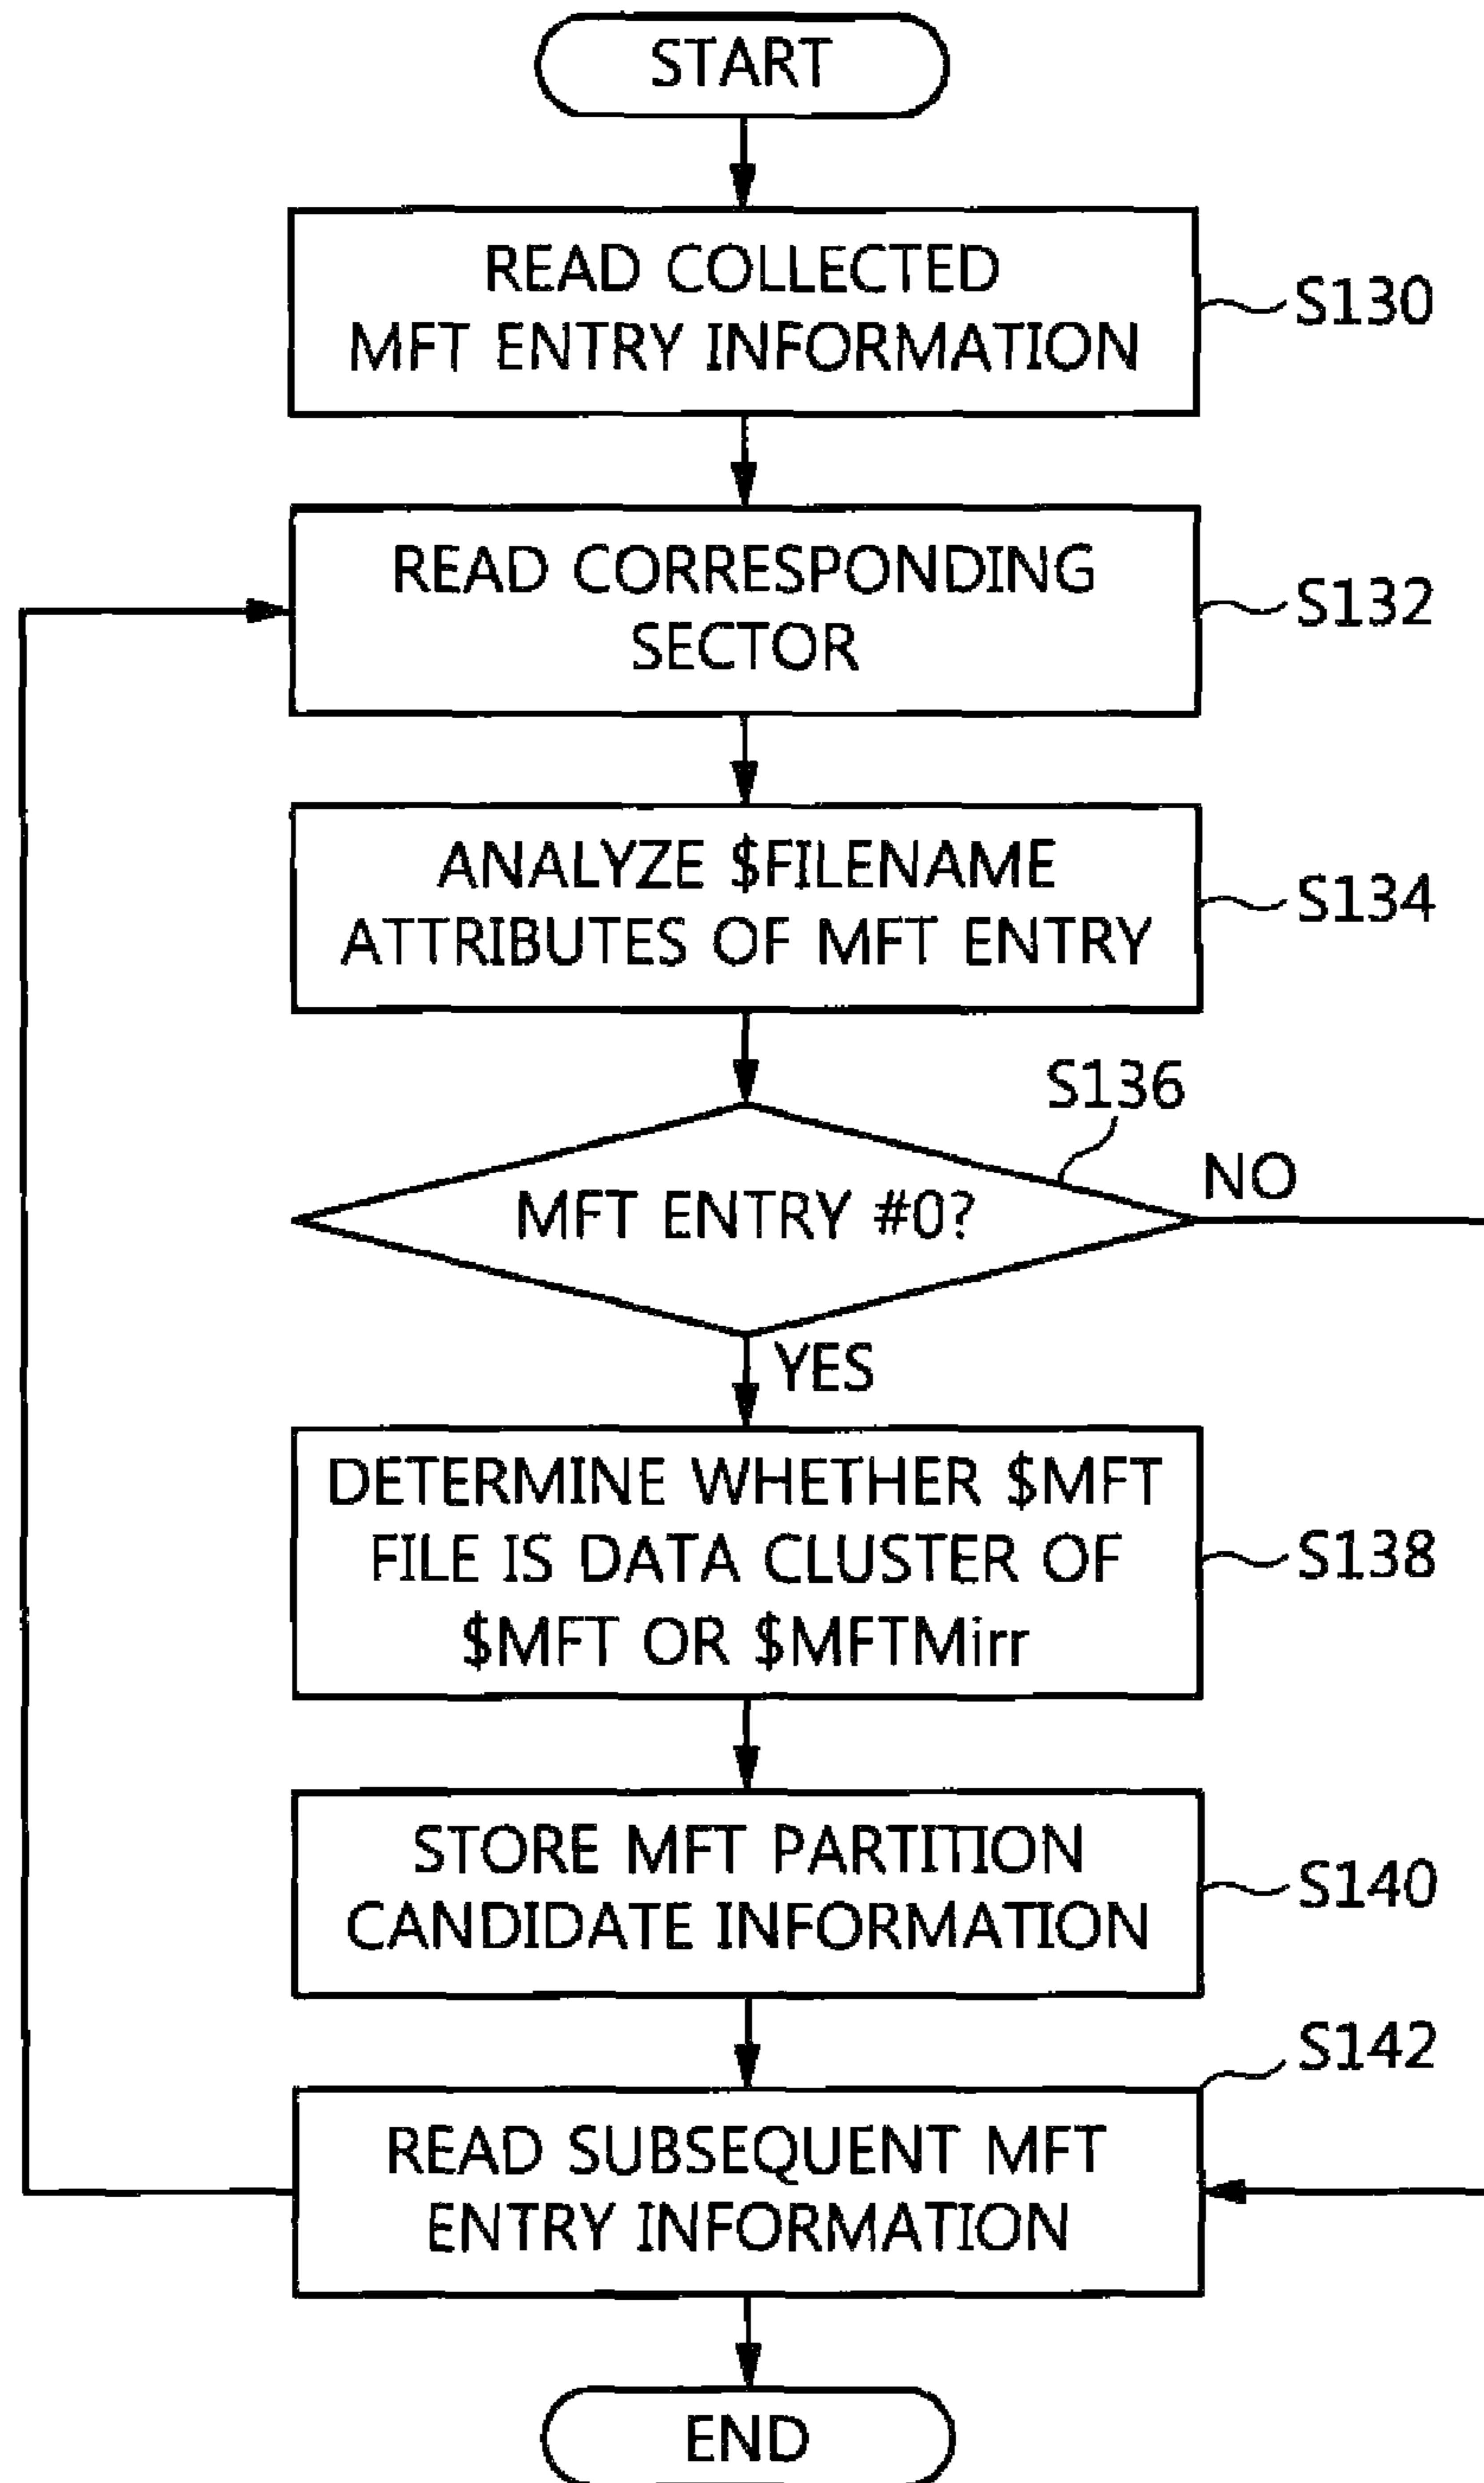 START
READ COLLECTED
MFT ENTRY INFORMATION
S130
READ CORRESPONDING
SECTOR
S132
ANALYZE $FILENAME
ATTRIBUTES OF MFT ENTRY
S134
S136
MFT ENTRY #0?
NO
YES
DETERMINE WHETHER $MFT
FILE IS DATA CLUSTER OF
$MFT OR $MFTMirr
S138
STORE MFT PARTITION
CANDIDATE INFORMATION
S140
S142
READ SUBSEQUENT MFT
ENTRY INFORMATION
END